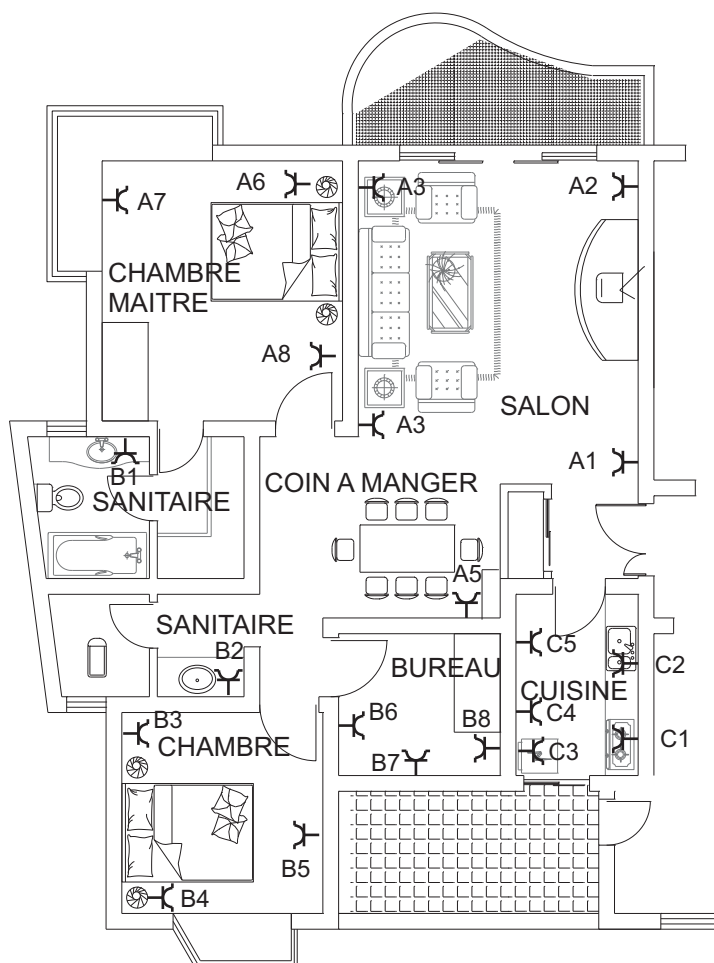 A6
A3
A2
A7
CHAMBRE
MAITRE
A8
SALON
A3
A1
B1
SANITAIRE
COIN A MANGER
A5
SANITAIRE
B2
BUREAU
C5
C2
CUISINE
B3
CHAMBRE
B6
B8
C4
C1
B7
C3
B5
B4